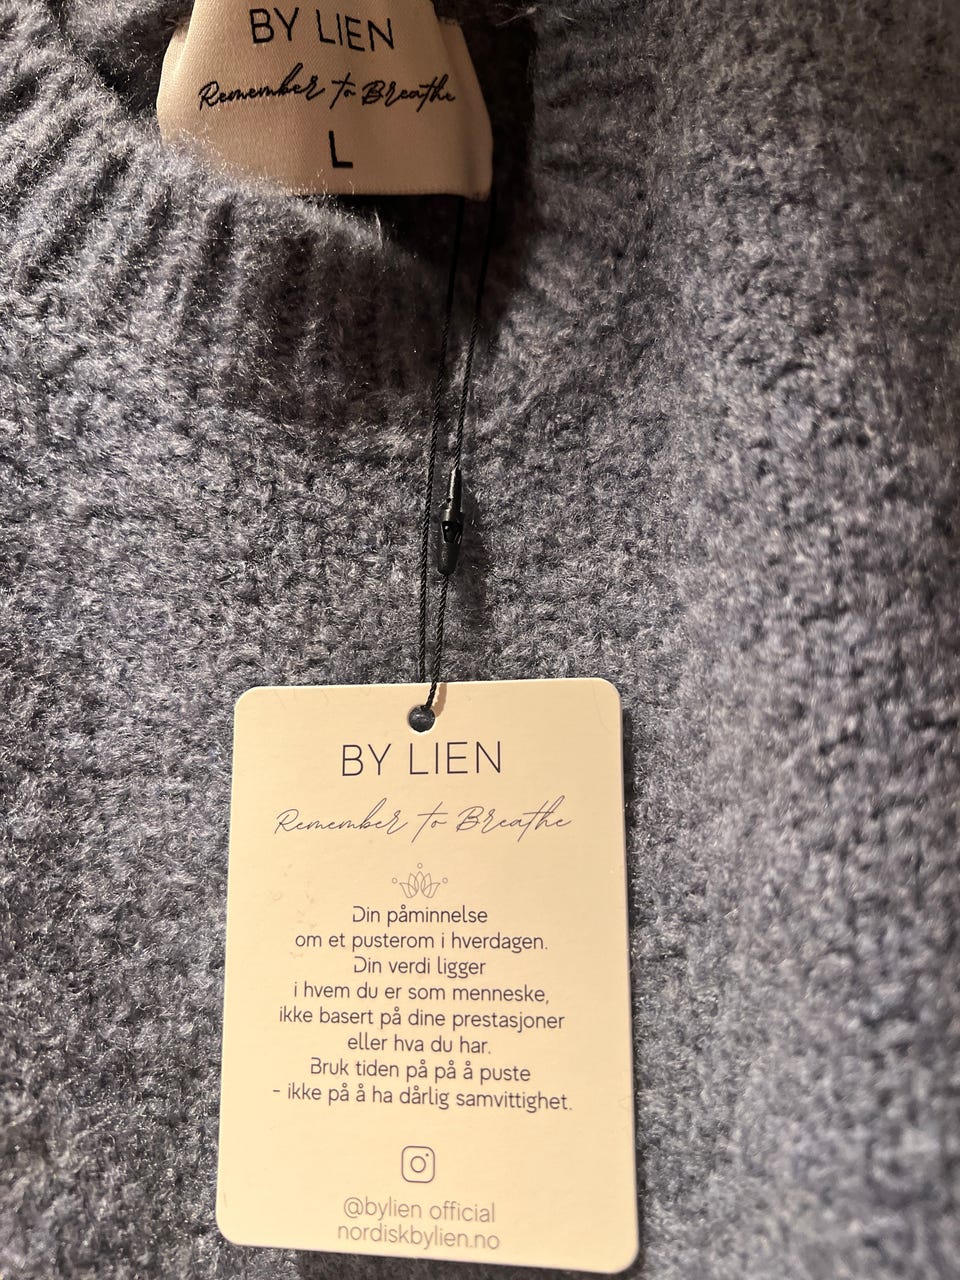 BY LIEN
Remember to Breathe
L
BY LIEN
Remember to Breathe
Din påminnelse
om et pusterom i hverdagen.
Din verdi ligger
i hvem du er som menneske,
ikke basert på dine prestasjoner
eller hva du har.
Bruk tiden på på å puste
- ikke på å ha dårlig samvittighet.
@bylien official
nordiskbylien.no